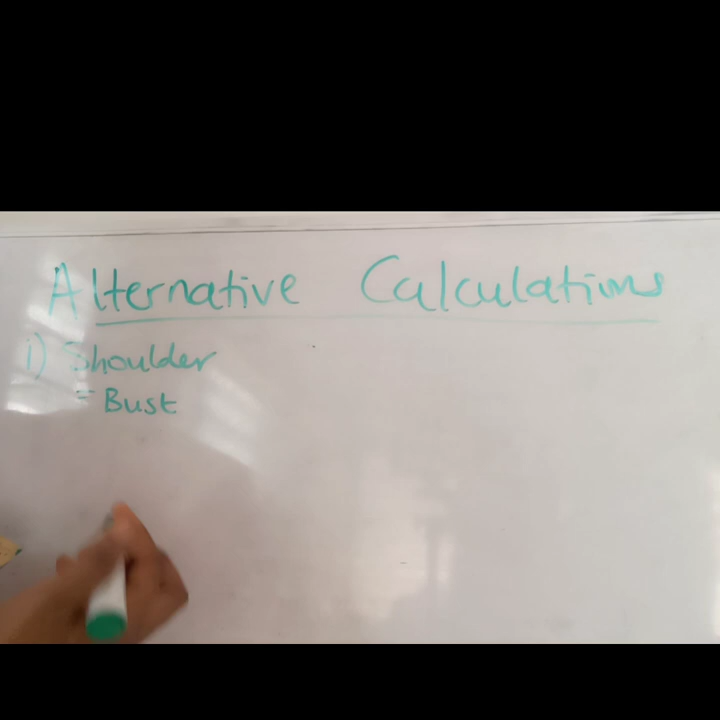 Alternative Calculations
1) Shoulder
= Bust